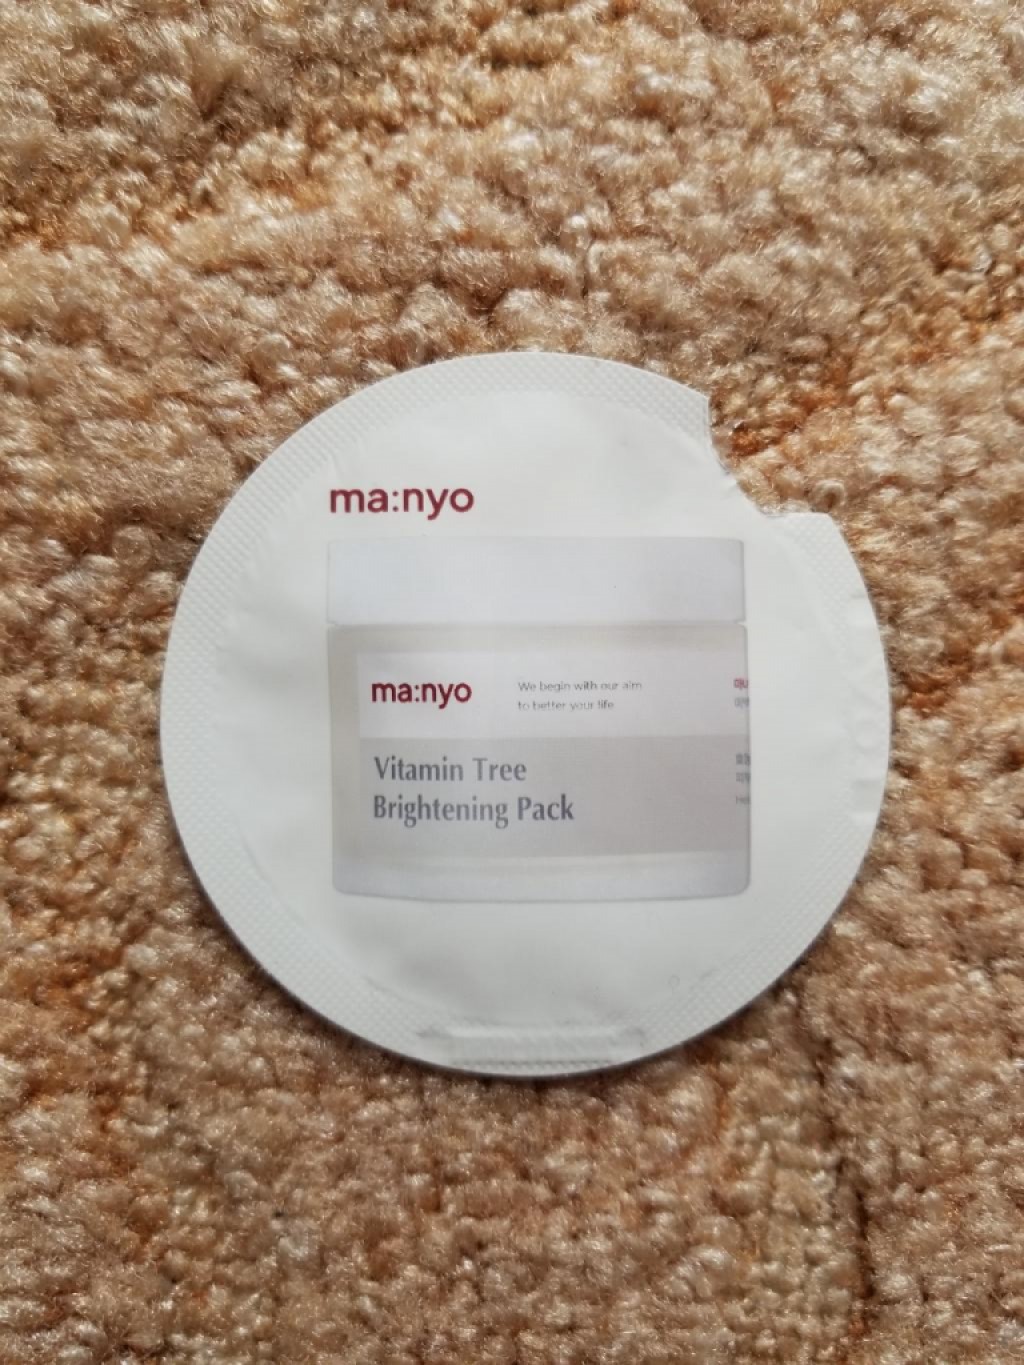 ma:nyo
ma:nyo
We begin with our aim
to better your life
Vitamin Tree
Brightening Pack